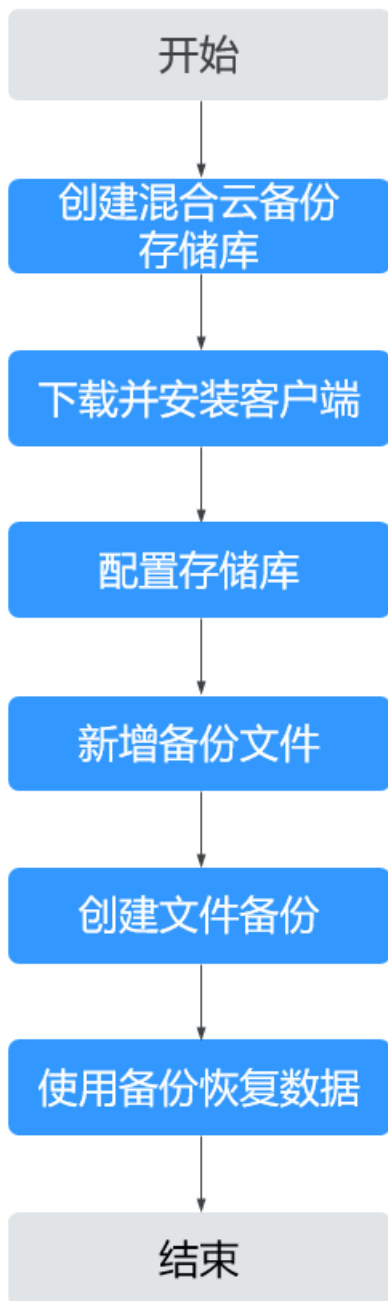 开始
创建混合云备份
存储库
下载并安装客户端
配置存储库
新增备份文件
创建文件备份
使用备份恢复数据
结束